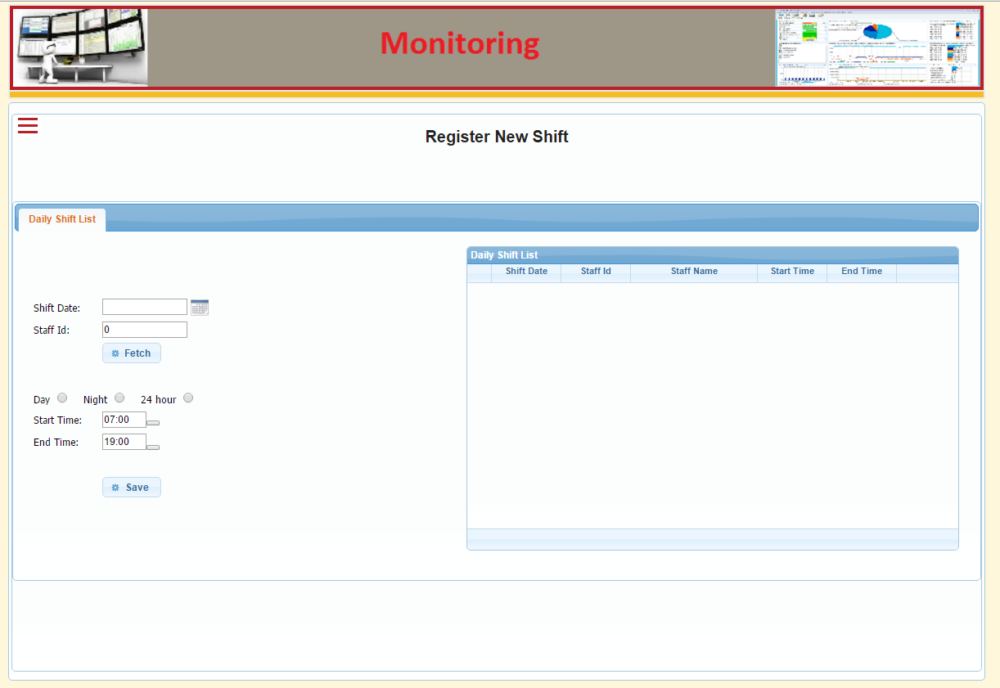 Monitoring
Register New Shift
Daily Shift List
Daily Shift List
Shift Date Staff Id Staff Name Start Time End Time
Shift Date:
Staff Id: 0
Fetch
Day Night 24 hour
Start Time: 07:00
End Time: 19:00
Save